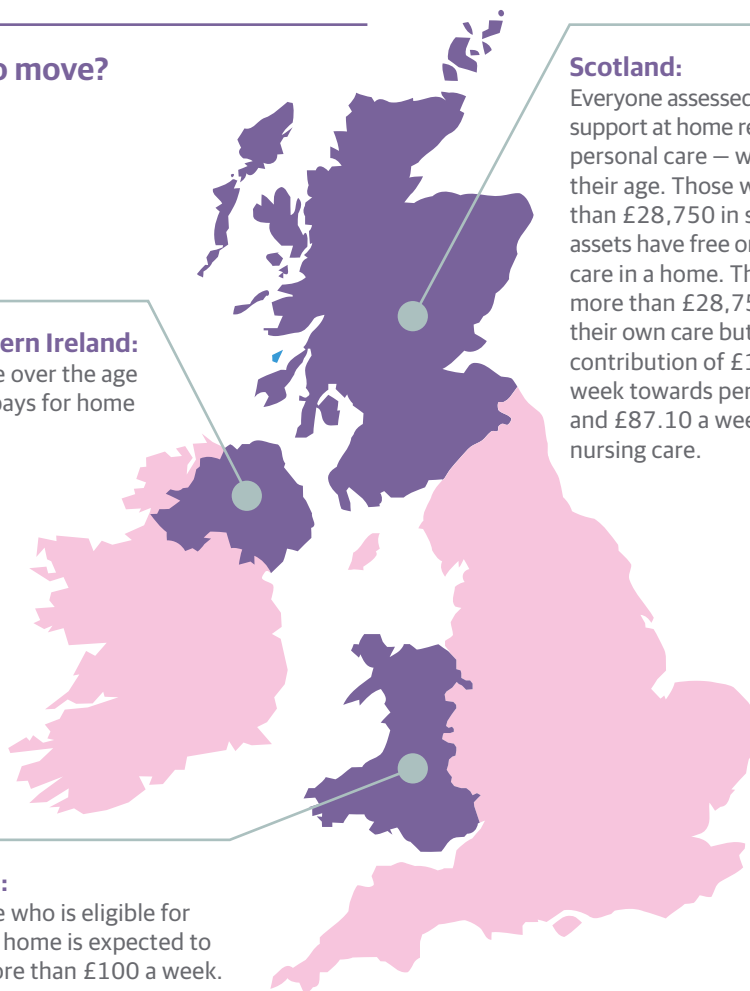 o move?
Scotland:
Everyone assessed
support at home re
personal care — w
their age. Those w
than £28,750 in s
assets have free or
care in a home. Th
more than £28,75
their own care but
contribution of £1
week towards per
and £87.10 a wee
nursing care.
ern Ireland:
e over the age
pays for home
:
e who is eligible for
home is expected to
ore than £100 a week.